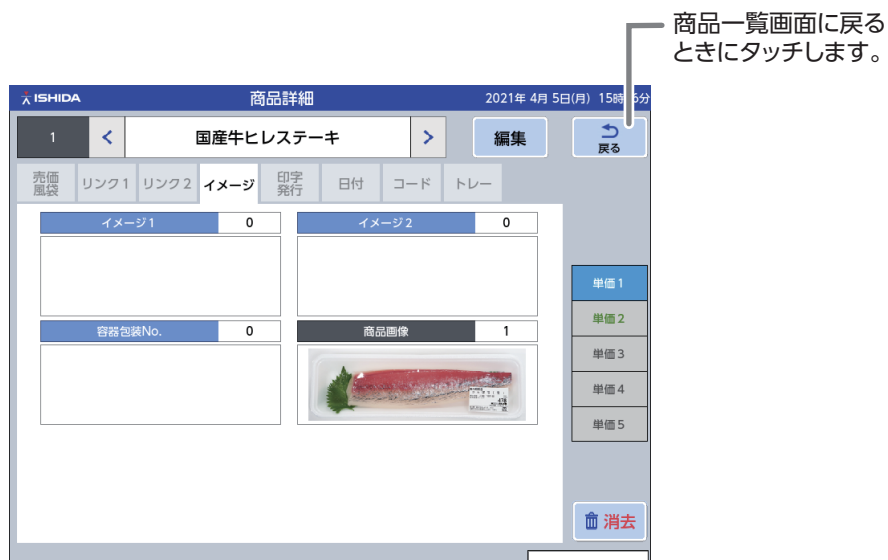 商品一覧画面に戻る
ときにタッチします。
ISHIDA 商品詳細 2021年 4月 5日(月) 15時 6分
1 < 国産牛ヒレステーキ > 編集 戻る
売価
風袋
リンク1 リンク2 イメージ
印字
発行
日付 コード トレー
イメージ1 0 イメージ2 0
単価1
単価2
容器包装No. 0 商品画像 1
単価3
単価4
単価5
消去